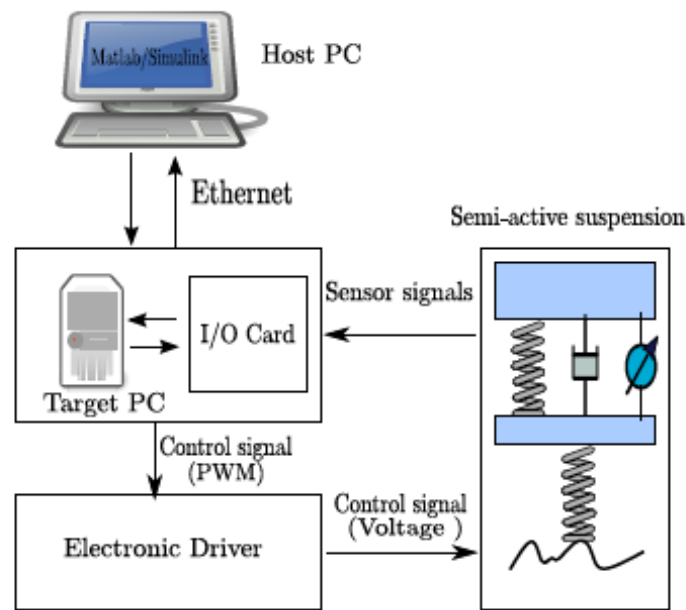 Matlab/Simulink
Host PC
Ethernet
Semi-active suspension
Sensor signals
I/O Card
Target PC
Control signal
(PWM)
Control signal
(Voltage )
Electronic Driver